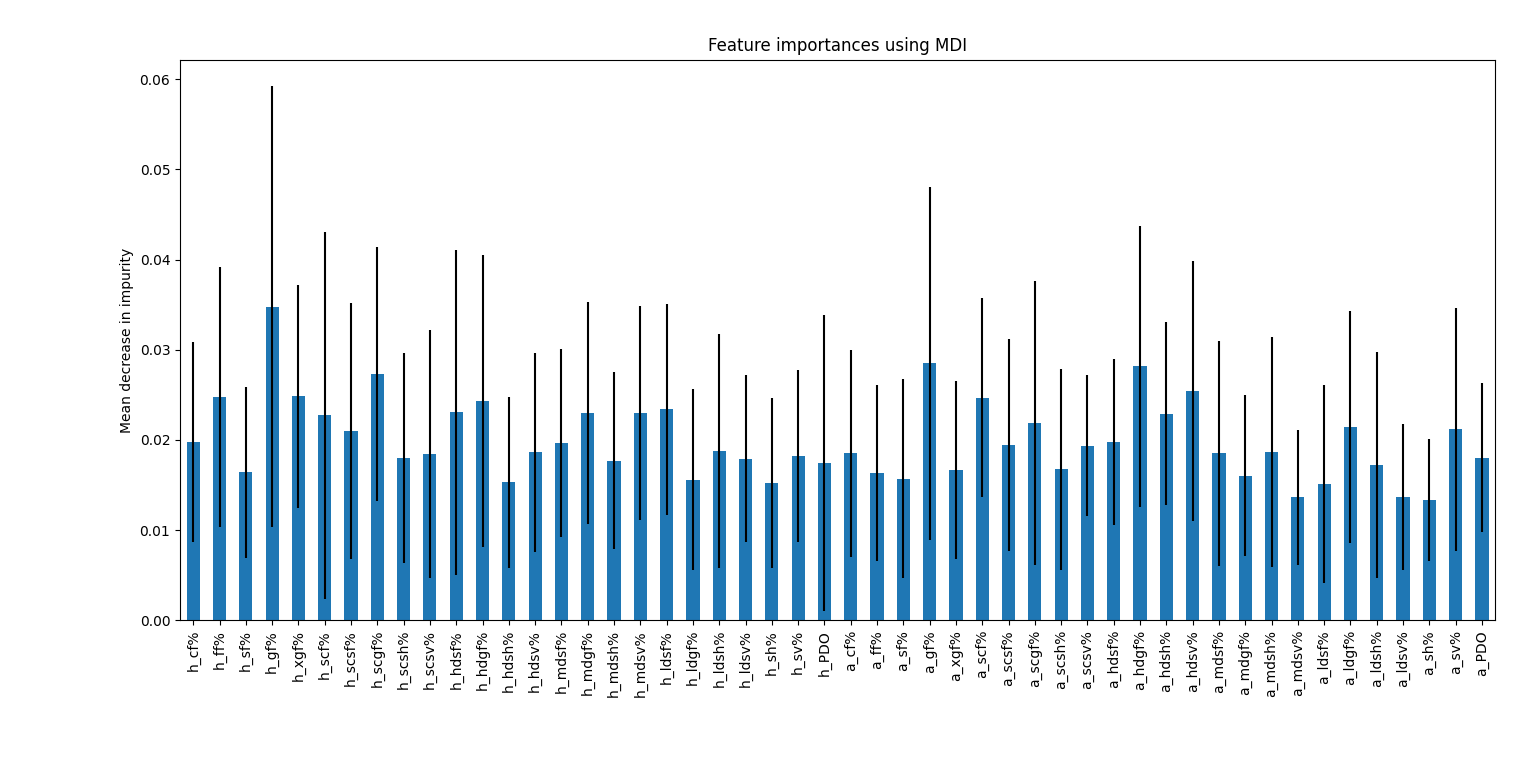 Feature importances using MDI
Mean decrease in impurity
0.06
0.05
0.04
0.03
0.02
0.01
0.00
h_cf%
h_ff%
h_sf%
h_gf%
h_xgf%
h_scf%
h_scsf%
h_scgf%
h_scsh%
h_scsv%
h_hdsf%
h_hdgf%
h_hdsh%
h_hdsv%
h_mdsf%
h_mdgf%
h_mdsh%
h_mdsv%
h_ldsf%
h_ldgf%
h_ldsh%
h_ldsv%
h_sh%
h_sv%
h_PDO
a_cf%
a_ff%
a_sf%
a_gf%
a_xgf%
a_scf%
a_scsf%
a_scgf%
a_scsh%
a_scsv%
a_hdsf%
a_hdgf%
a_hdsh%
a_hdsv%
a_mdsf%
a_mdgf%
a_mdsh%
a_mdsv%
a_ldsf%
a_ldgf%
a_ldsh%
a_ldsv%
a_sh%
a_sv%
a_PDO